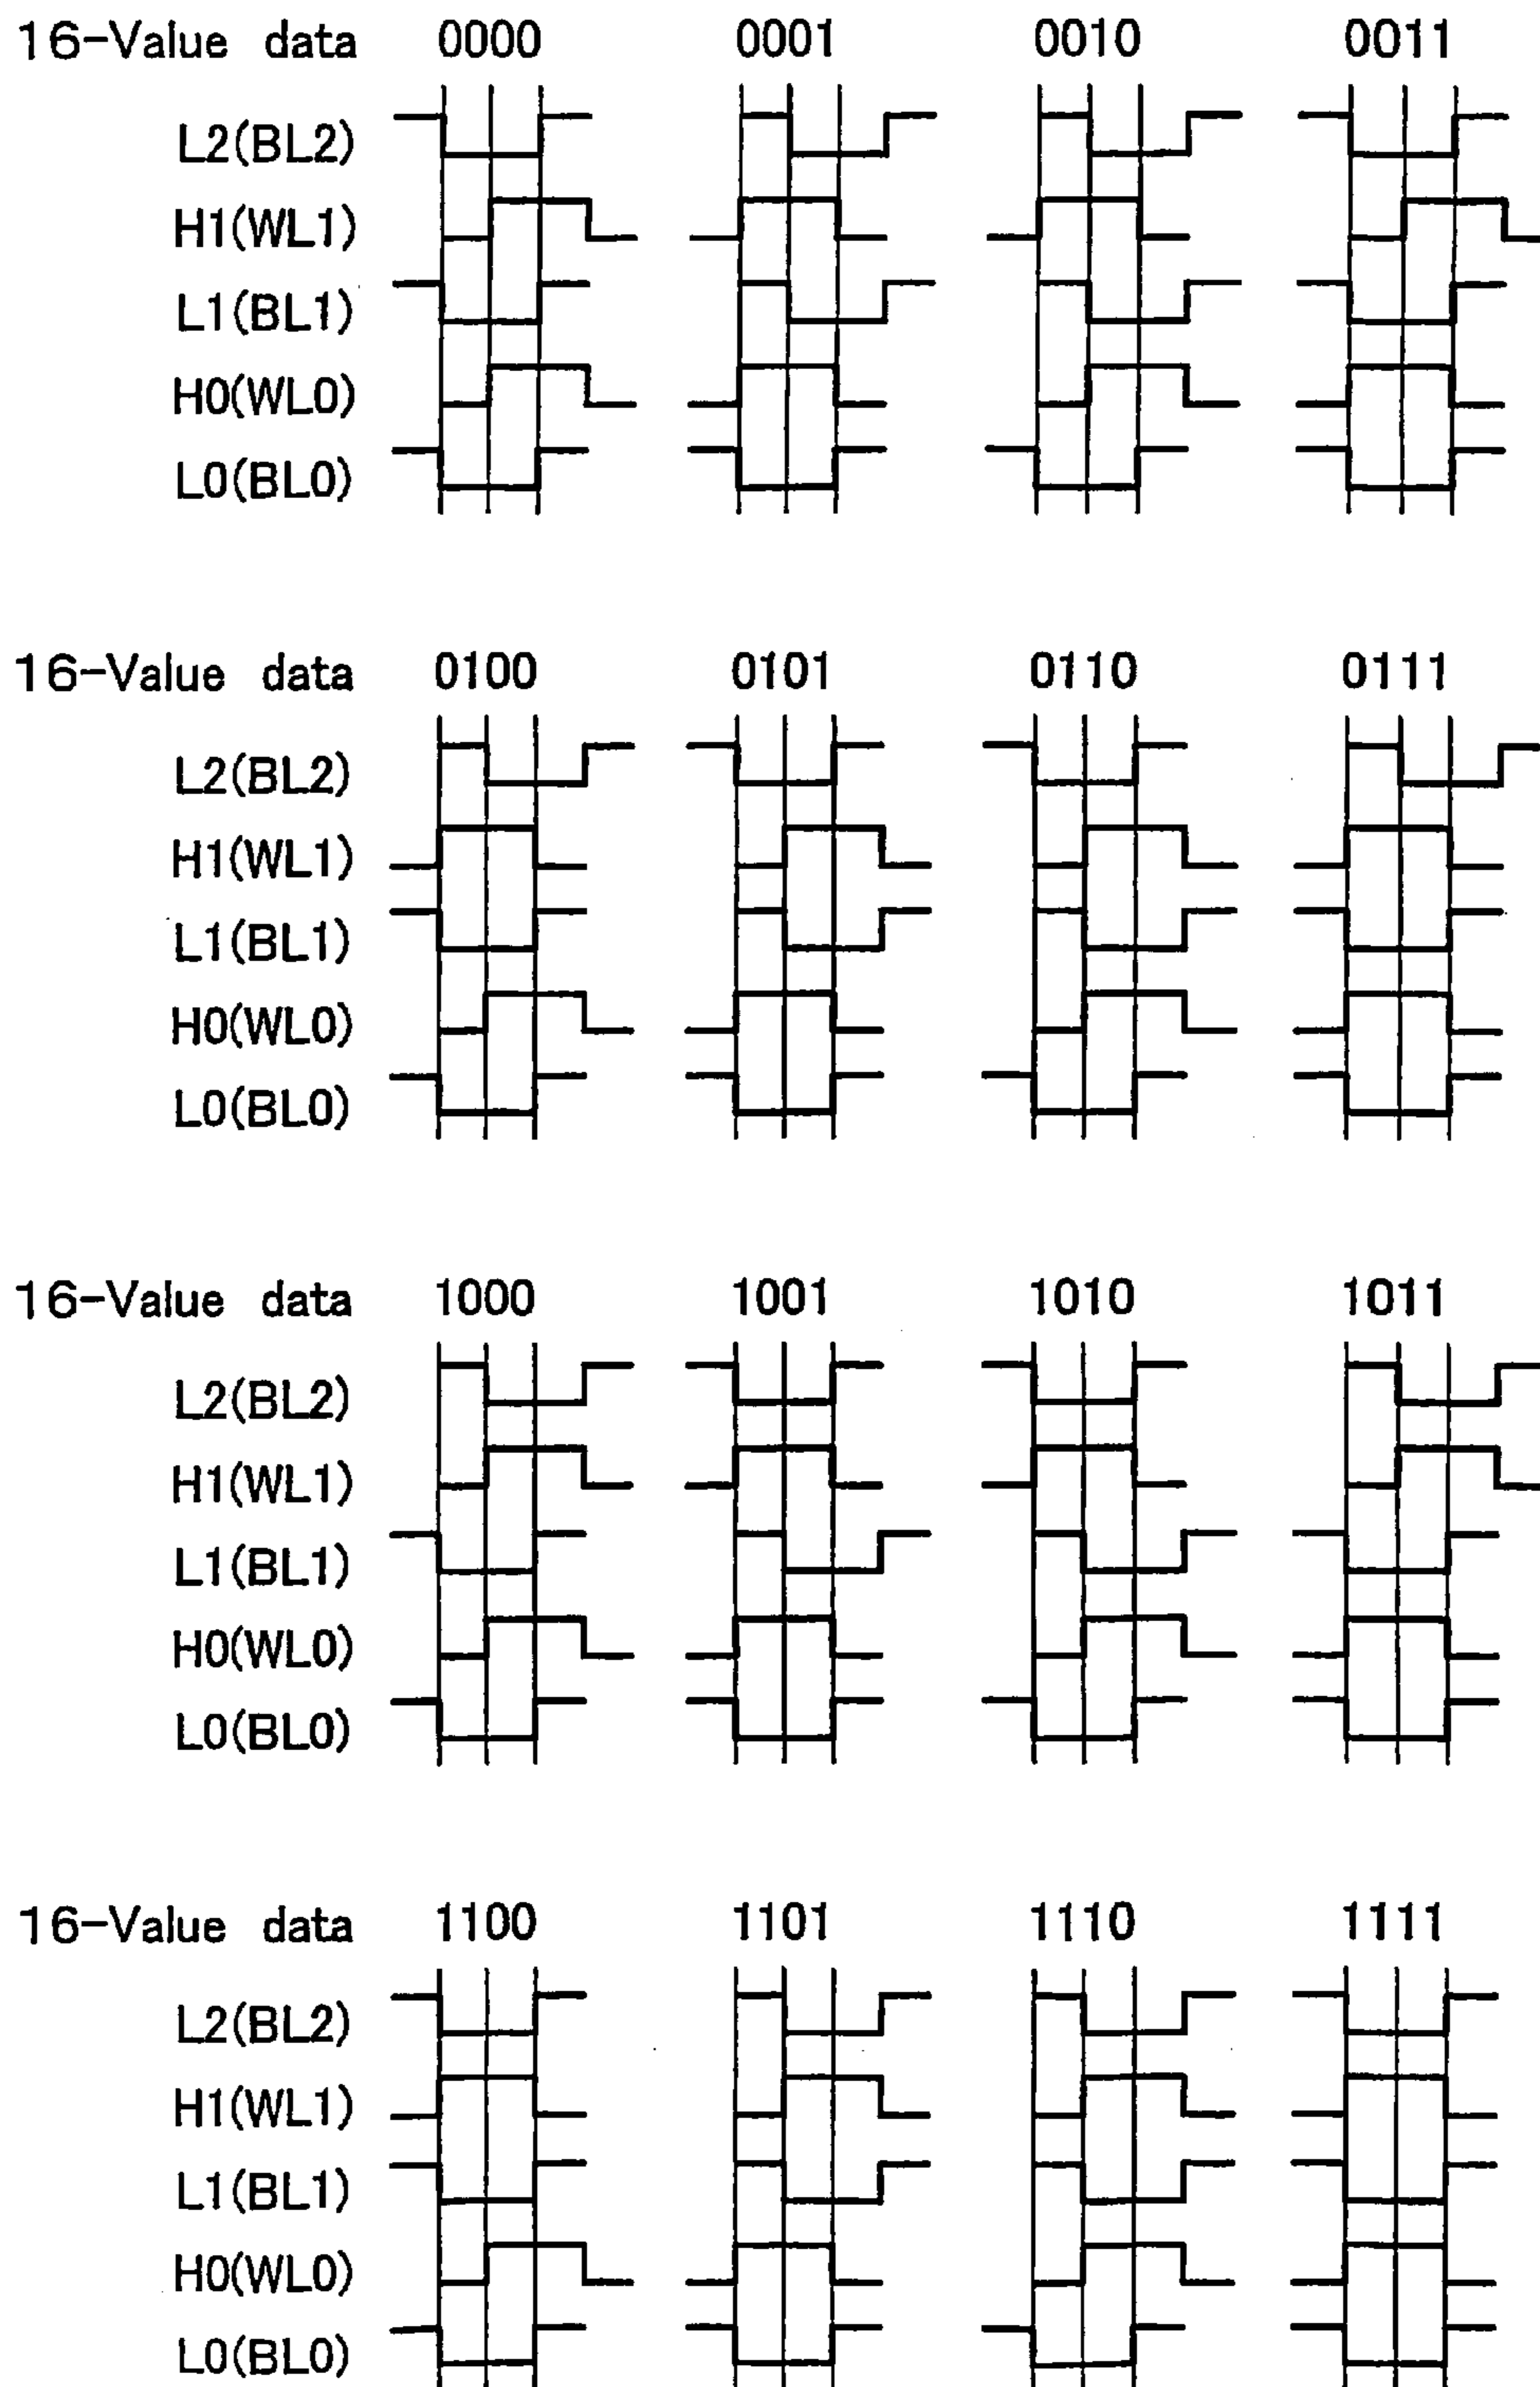 16-Value data 0000 0001 0010 0011
L2(BL2)
H1(WL1)
L1(BL1)
H0(WL0)
L0(BL0)
16-Value data 0100 0101 0110 0111
L2(BL2)
H1(WL1)
L1(BL1)
H0(WL0)
L0(BL0)
16-Value data 1000 1001 1010 1011
L2(BL2)
H1(WL1)
L1(BL1)
H0(WL0)
L0(BL0)
16-Value data 1100 1101 1110 1111
L2(BL2)
H1(WL1)
L1(BL1)
H0(WL0)
L0(BL0)